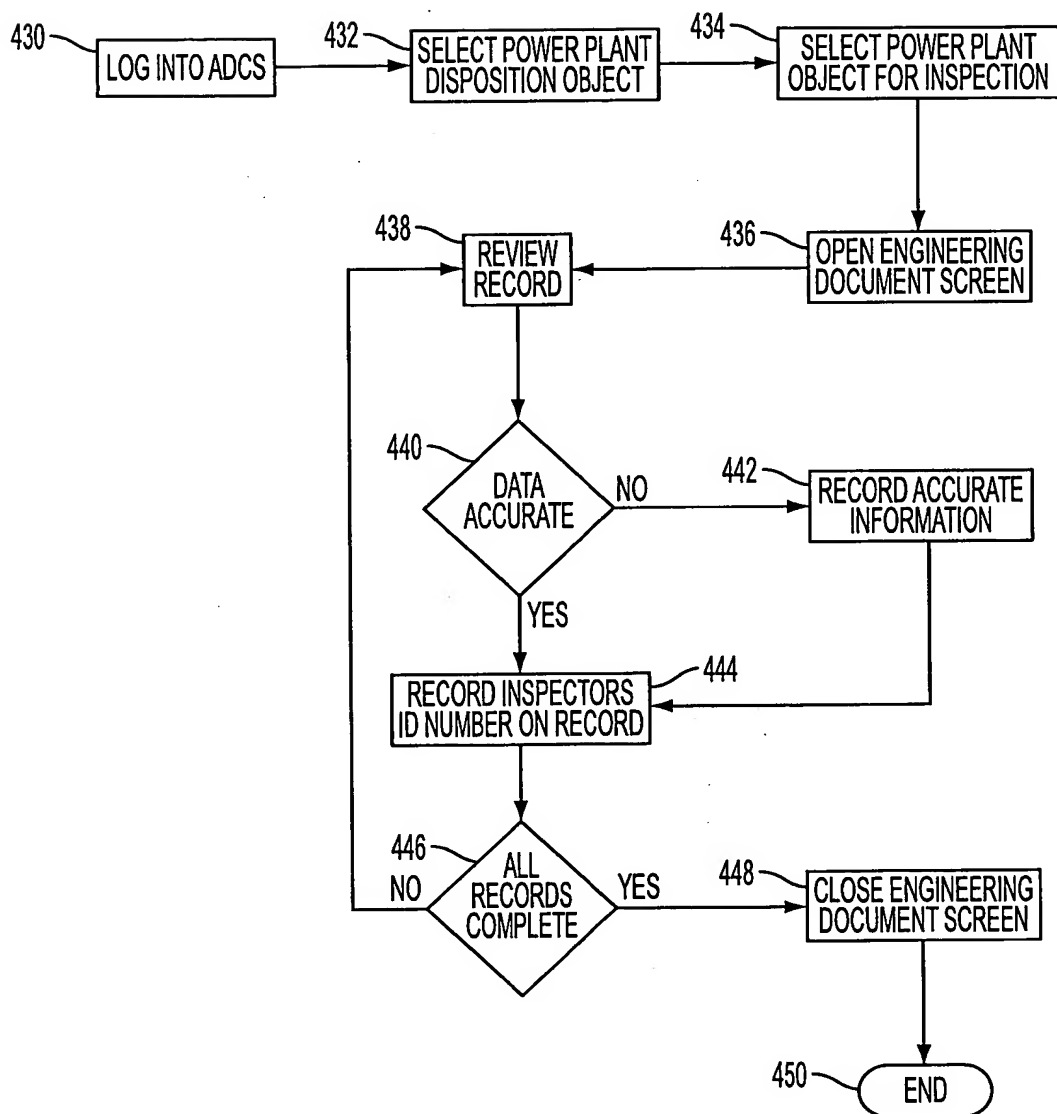 430
LOG INTO ADCS
432
SELECT POWER PLANT
DISPOSITION OBJECT
434
SELECT POWER PLANT
OBJECT FOR INSPECTION
436
OPEN ENGINEERING
DOCUMENT SCREEN
438
REVIEW
RECORD
440
DATA
ACCURATE
NO
YES
442
RECORD ACCURATE
INFORMATION
444
RECORD INSPECTORS
ID NUMBER ON RECORD
446
ALL
RECORDS
COMPLETE
NO
YES
448
CLOSE ENGINEERING
DOCUMENT SCREEN
450
END